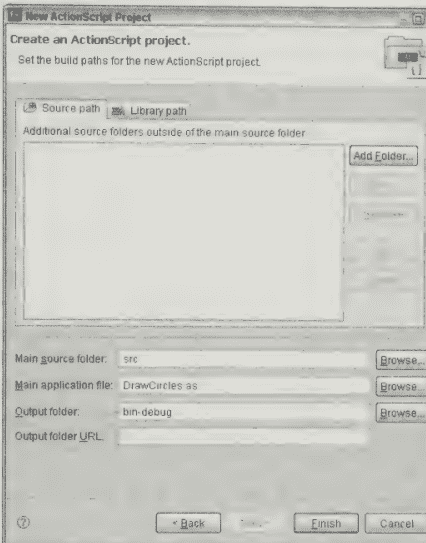 New ActionScript Project
Create an ActionScript project.
Set the build paths for the new ActionScript project.
Source path
Library path
Additional source folders outside of the main source folder
Add Folder...
Main source folder: src Browse...
Main application file: DrawCircles.as Browse...
Output folder: bin-debug Browse...
Output folder URL:
< Back Finish Cancel